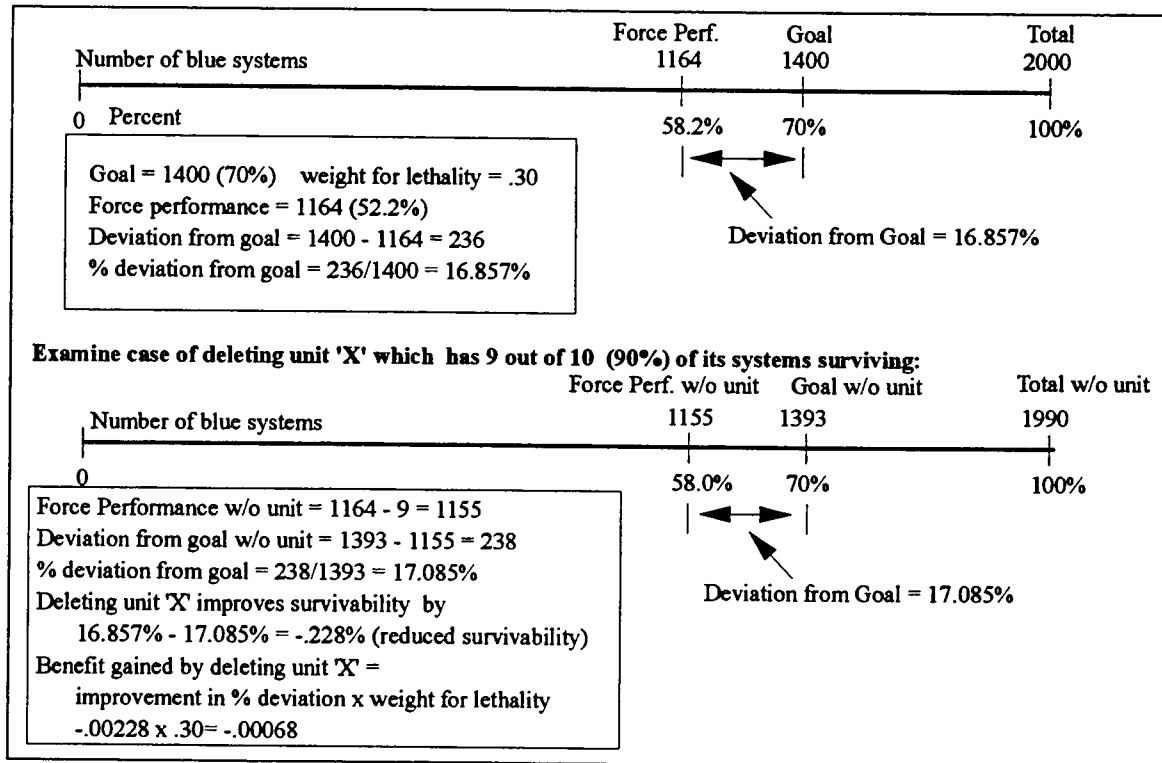 Force Perf. Goal Total
Number of blue systems 1164 1400 2000
0 Percent 58.2% 70% 100%
Goal = 1400 (70%) weight for lethality = .30
Force performance = 1164 (52.2%)
Deviation from goal = 1400 - 1164 = 236
% deviation from goal = 236/1400 = 16.857%
Deviation from Goal = 16.857%
Examine case of deleting unit 'X' which has 9 out of 10 (90%) of its systems surviving:
Force Perf. w/o unit Goal w/o unit Total w/o unit
Number of blue systems 1155 1393 1990
0 58.0% 70% 100%
Force Performance w/o unit = 1164 - 9 = 1155
Deviation from goal w/o unit = 1393 - 1155 = 238
% deviation from goal = 238/1393 = 17.085%
Deleting unit 'X' improves survivability by
16.857% - 17.085% = -.228% (reduced survivability)
Benefit gained by deleting unit 'X' =
improvement in % deviation x weight for lethality
-.00228 x .30= -.00068
Deviation from Goal = 17.085%